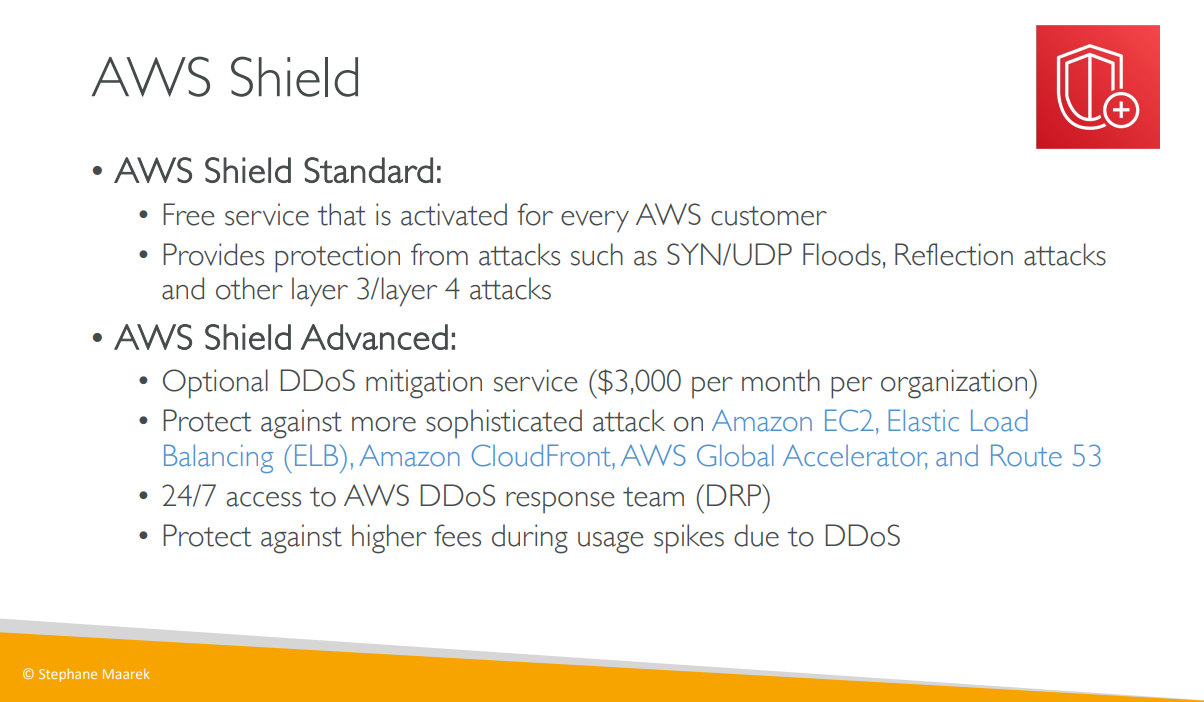 AWS Shield
• AWS Shield Standard:
• Free service that is activated for every AWS customer
• Provides protection from attacks such as SYN/UDP Floods, Reflection attacks
and other layer 3/layer 4 attacks
• AWS Shield Advanced:
• Optional DDoS mitigation service ($3,000 per month per organization)
• Protect against more sophisticated attack on Amazon EC2, Elastic Load
Balancing (ELB), Amazon CloudFront, AWS Global Accelerator, and Route 53
• 24/7 access to AWS DDoS response team (DRP)
• Protect against higher fees during usage spikes due to DDoS
© Stephane Maarek